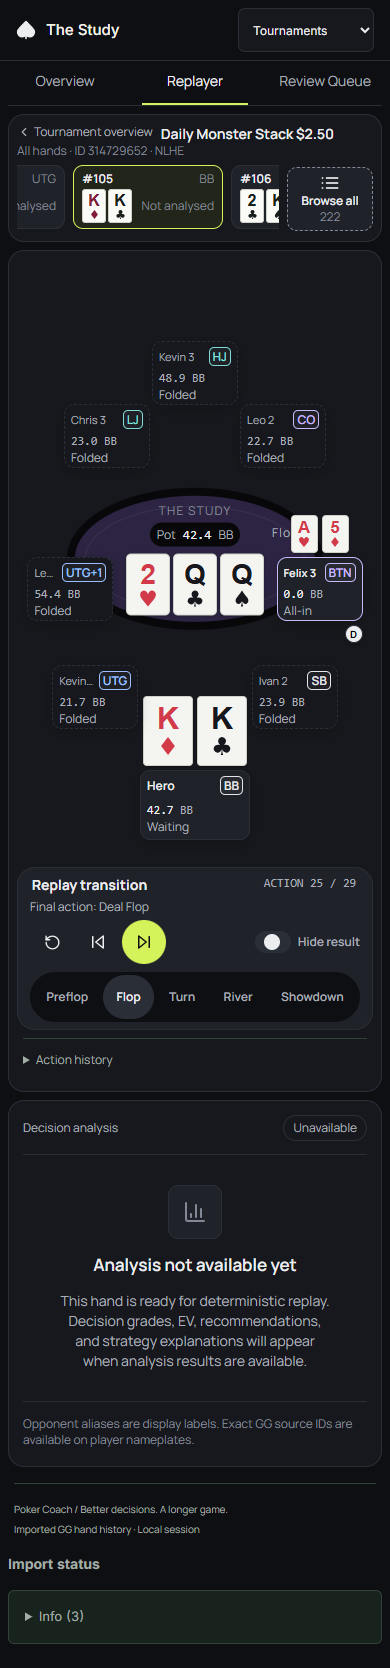 The Study
Tournaments
Overview
Replayer
Review Queue
Tournament overview
Daily Monster Stack $2.50
All hands · ID 314729652 · NLHE
UTG
nalysed
#105
BB
K
K
Not analysed
#106
2
K
Browse all
222
Kevin 3
HJ
48.9 BB
Folded
Chris 3
LJ
23.0 BB
Folded
Leo 2
CO
22.7 BB
Folded
THE STUDY
Pot 42.4 BB
Flo
A
5
2
Q
Q
Le...
UTG+1
54.4 BB
Folded
Felix 3
BTN
0.0 BB
All-in
D
Kevin...
UTG
21.7 BB
Folded
Ivan 2
SB
23.9 BB
Folded
K
K
Hero
BB
42.7 BB
Waiting
Replay transition
ACTION 25 / 29
Final action: Deal Flop
Hide result
Preflop
Flop
Turn
River
Showdown
Action history
Decision analysis
Unavailable
Analysis not available yet
This hand is ready for deterministic replay.
Decision grades, EV, recommendations,
and strategy explanations will appear
when analysis results are available.
Opponent aliases are display labels. Exact GG source IDs are
available on player nameplates.
Poker Coach / Better decisions. A longer game.
Imported GG hand history · Local session
Import status
Info (3)